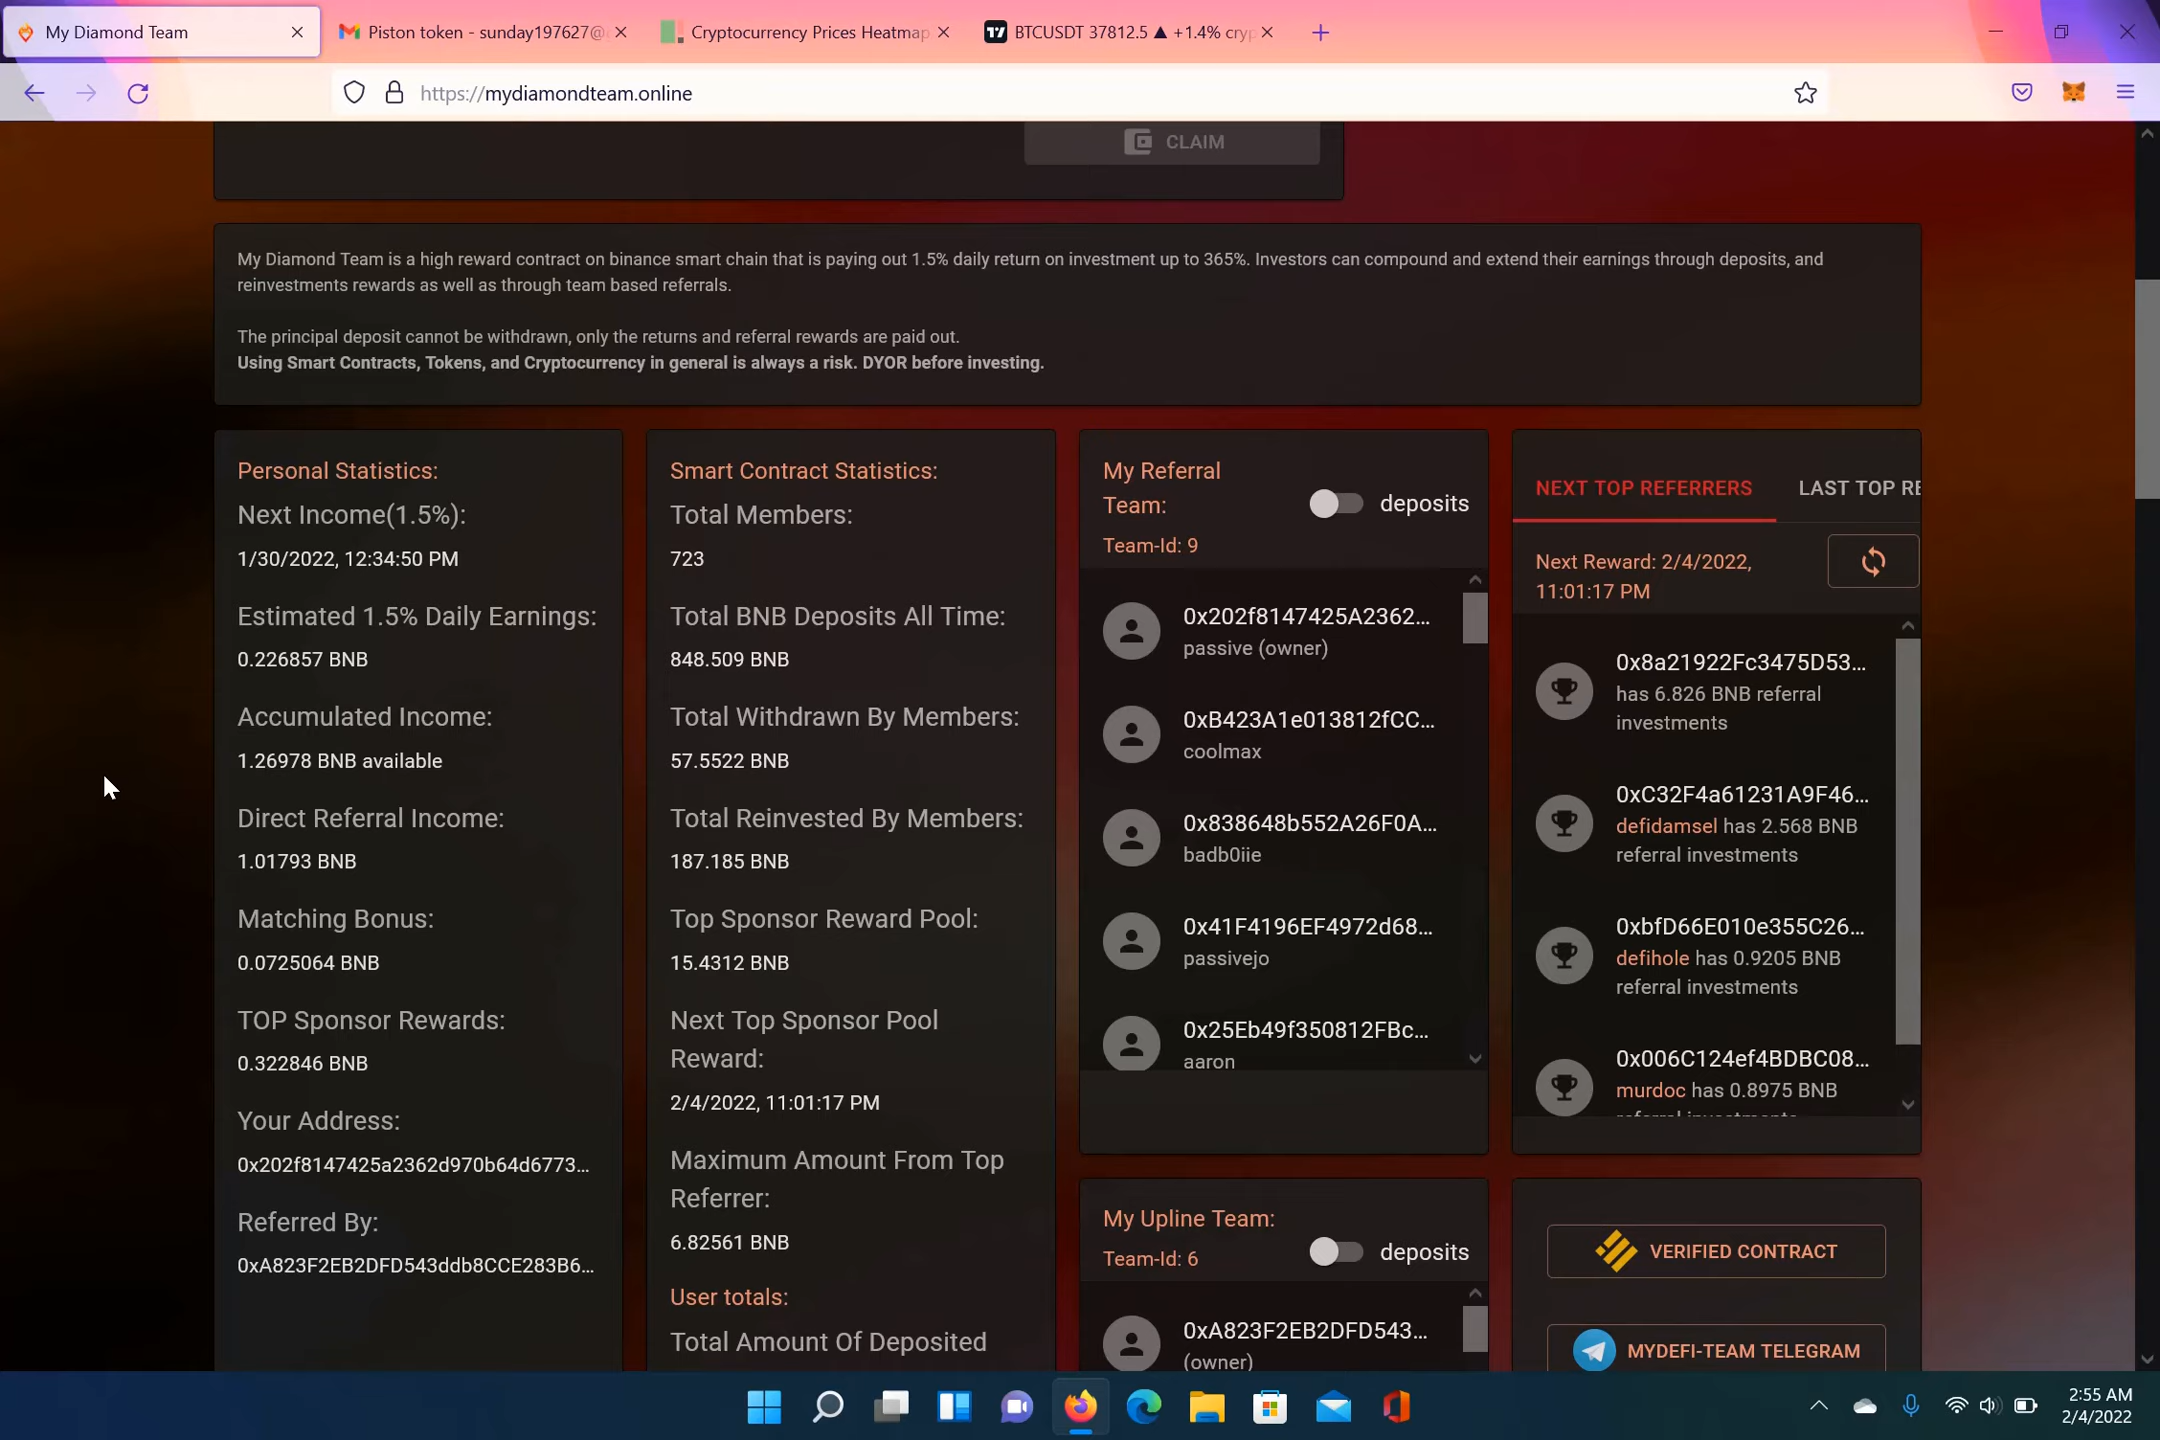 My Diamond Team
Piston token - sunday197627@
Cryptocurrency Prices Heatmap
BTCUSDT 37812.5 ▲ +1.4% cryp
https://mydiamondteam.online
CLAIM
My Diamond Team is a high reward contract on binance smart chain that is paying out 1.5% daily return on investment up to 365%. Investors can compound and extend their earnings through deposits, and
reinvestments rewards as well as through team based referrals.
The principal deposit cannot be withdrawn, only the returns and referral rewards are paid out.
Using Smart Contracts, Tokens, and Cryptocurrency in general is always a risk. DYOR before investing.
Personal Statistics:
Next Income(1.5%):
1/30/2022, 12:34:50 PM
Estimated 1.5% Daily Earnings:
0.226857 BNB
Accumulated Income:
1.26978 BNB available
Direct Referral Income:
1.01793 BNB
Matching Bonus:
0.0725064 BNB
TOP Sponsor Rewards:
0.322846 BNB
Your Address:
0x202f8147425a2362d970b64d6773...
Referred By:
0xA823F2EB2DFD543ddb8CCE283B6...
Smart Contract Statistics:
Total Members:
723
Total BNB Deposits All Time:
848.509 BNB
Total Withdrawn By Members:
57.5522 BNB
Total Reinvested By Members:
187.185 BNB
Top Sponsor Reward Pool:
15.4312 BNB
Next Top Sponsor Pool
Reward:
2/4/2022, 11:01:17 PM
Maximum Amount From Top
Referrer:
6.82561 BNB
User totals:
Total Amount Of Deposited
My Referral
Team:
deposits
Team-Id: 9
0x202f8147425A2362...
passive (owner)
0xB423A1e013812fCC...
coolmax
0x838648b552A26F0A...
badb0iie
0x41F4196EF4972d68...
passivejo
0x25Eb49f350812FBc...
aaron
My Upline Team:
Team-Id: 6
deposits
0xA823F2EB2DFD543...
(owner)
NEXT TOP REFERRERS
LAST TOP RE
Next Reward: 2/4/2022,
11:01:17 PM
0x8a21922Fc3475D53...
has 6.826 BNB referral
investments
0xC32F4a61231A9F46...
defidamsel has 2.568 BNB
referral investments
0xbfD66E010e355C26...
defihole has 0.9205 BNB
referral investments
0x006C124ef4BDBC08...
murdoc has 0.8975 BNB
referral investments
VERIFIED CONTRACT
MYDEFI-TEAM TELEGRAM
2:55 AM
2/4/2022